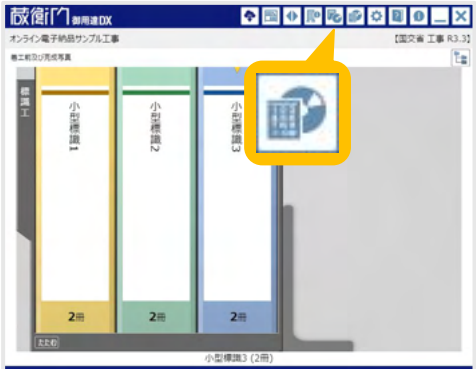 蔵衛門御用達DX
オンライン電子納品サンプル工事
【国交省 工事 R3.3】
着工前及び完成写真
標識工
小型標識1
小型標識2
小型標識3
2冊
2冊
2冊
たたむ
小型標識3 (2冊)